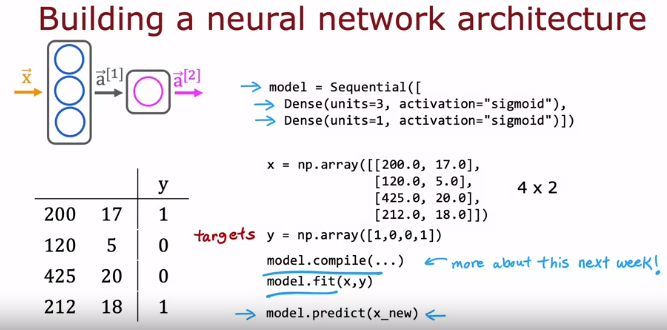 Building a neural network architecture
x⃗ a⃗[1] a⃗[2]
model = Sequential([
Dense(units=3, activation="sigmoid"),
Dense(units=1, activation="sigmoid")])
x = np.array([[200.0, 17.0],
[120.0, 5.0],
[425.0, 20.0],
[212.0, 18.0]])
4 x 2
y
200 17 1
120 5 0
425 20 0
212 18 1
targets y = np.array([1,0,0,1])
model.compile(...) more about this next week!
model.fit(x,y)
model.predict(x_new)